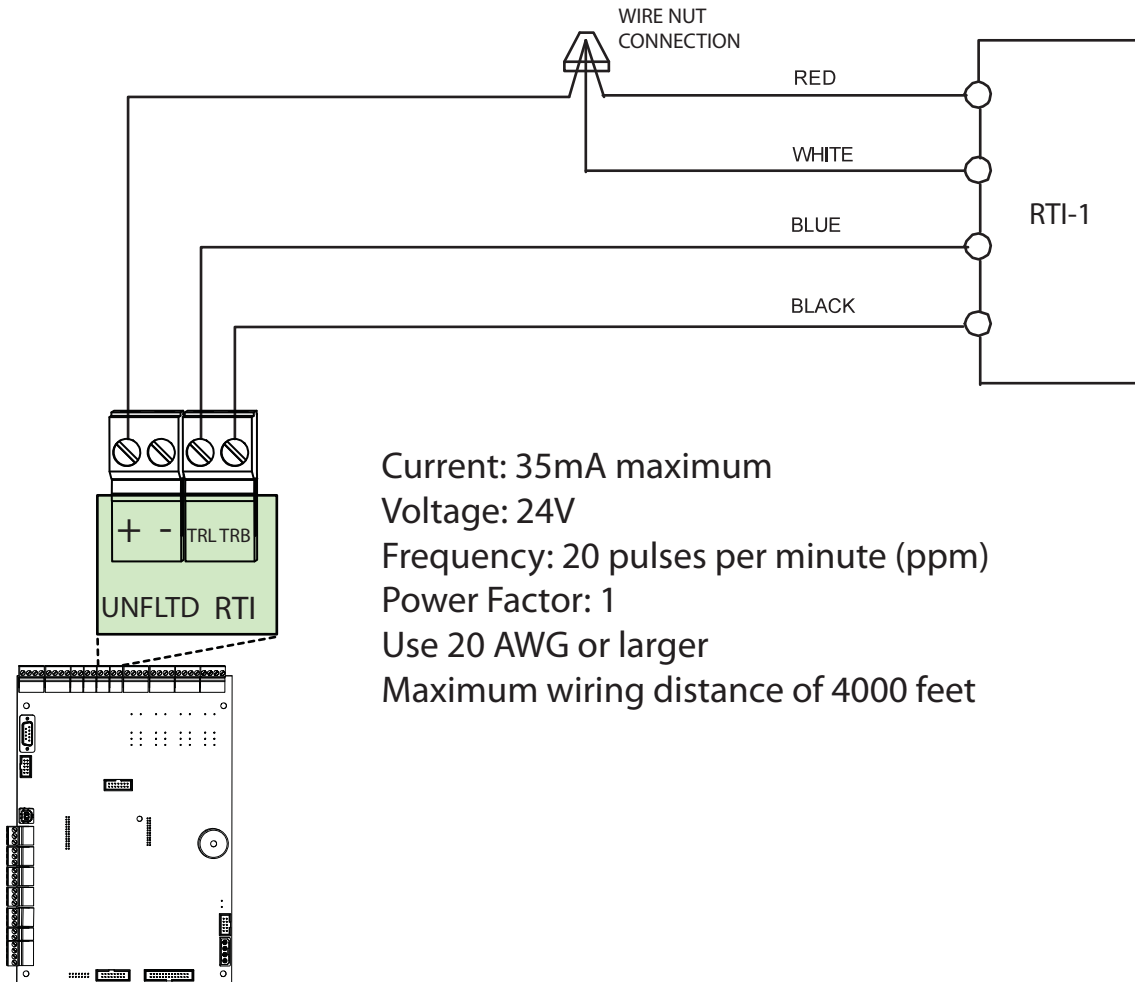 WIRE NUT
CONNECTION
RED
WHITE
RTI-1
BLUE
BLACK
Current: 35mA maximum
Voltage: 24V
Frequency: 20 pulses per minute (ppm)
Power Factor: 1
Use 20 AWG or larger
Maximum wiring distance of 4000 feet
+ - TRL TRB
UNFLTD RTI